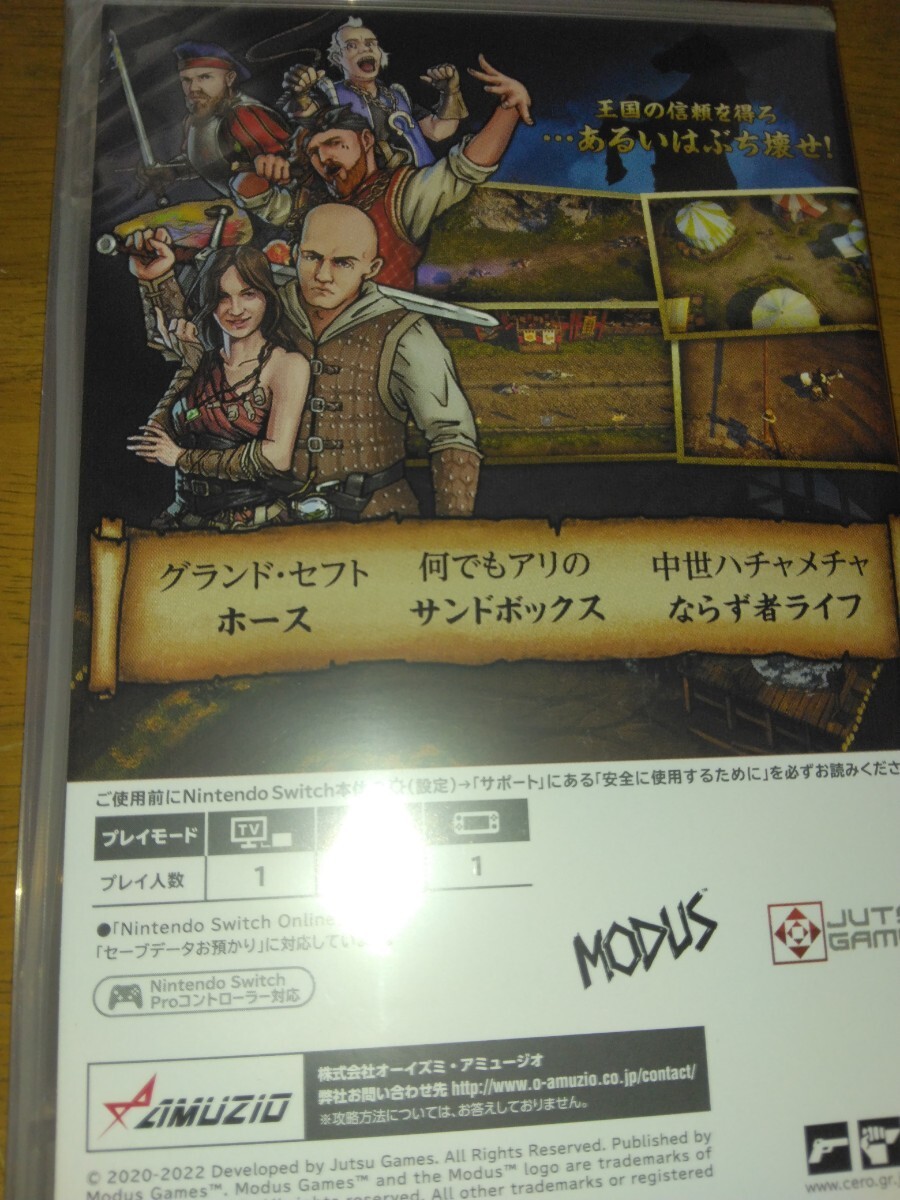 王国の信頼を得ろ
…あるいはぶち壊せ!
グランド・セフト
ホース
何でもアリの
サンドボックス
中世ハチャメチャ
ならず者ライフ
ご使用前にNintendo Switch本体 (設定)→「サポート」にある「安全に使用するために」を必ずお読みくださ
プレイモード TV
プレイ人数 1 1
●「Nintendo Switch Online
「セーブデータお預かり」に対応してい
Nintendo Switch
Proコントローラー対応
MODUS™
JUTS
GAM
AMUZIO
株式会社オーイズミ・アミュージオ
弊社お問い合わせ先 http://www.o-amuzio.co.jp/contact/
※攻略方法については、お答えしておりません。
© 2020-2022 Developed by Jutsu Games. All Rights Reserved. Published by
Modus Games™. Modus Games™ and the Modus™ logo are trademarks of
reserved. All other trademarks or registered
www.cero.gr.j